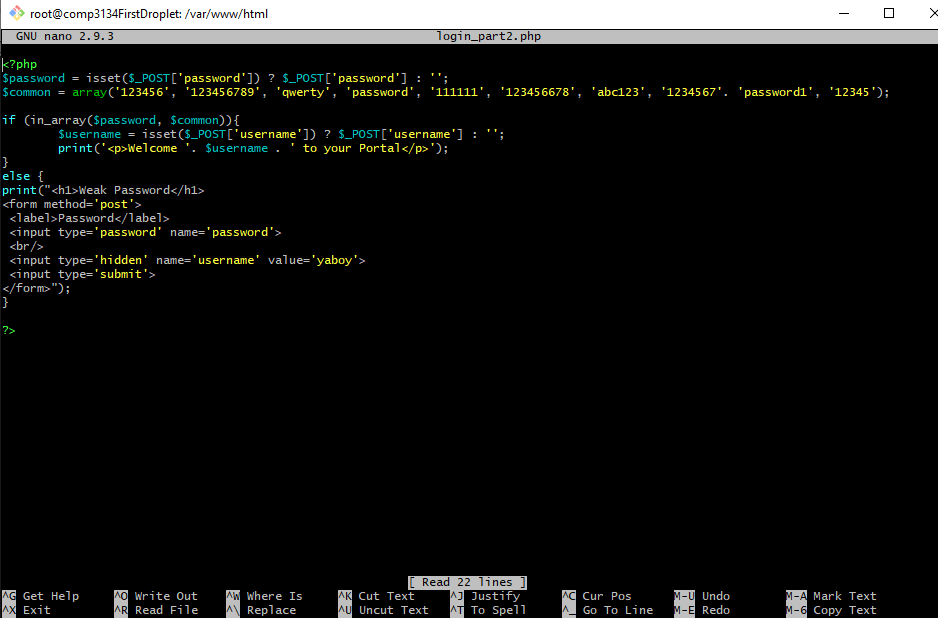 root@comp3134FirstDroplet: /var/www/html
GNU nano 2.9.3 login_part2.php
<?php
$password = isset($_POST['password']) ? $_POST['password'] : '';
$common = array('123456', '123456789', 'qwerty', 'password', '111111', '123456678', 'abc123', '1234567'. 'password1', '12345');
if (in_array($password, $common)){
$username = isset($_POST['username']) ? $_POST['username'] : '';
print('<p>Welcome '. $username . ' to your Portal</p>');
}
else {
print("<h1>Weak Password</h1>
<form method='post'>
<label>Password</label>
<input type='password' name='password'>
<br/>
<input type='hidden' name='username' value='yaboy'>
<input type='submit'>
</form>");
}
?>
[ Read 22 lines ]
^G Get Help ^O Write Out ^W Where Is ^K Cut Text ^J Justify ^C Cur Pos M-U Undo M-A Mark Text
^X Exit ^R Read File ^\ Replace ^U Uncut Text ^T To Spell ^_ Go To Line M-E Redo M-6 Copy Text